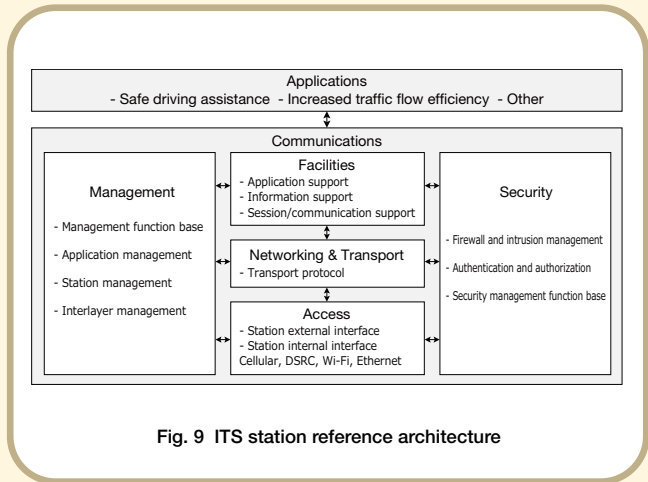 Applications
- Safe driving assistance - Increased traffic flow efficiency - Other
Communications
Management
- Management function base
- Application management
- Station management
- Interlayer management
Facilities
- Application support
- Information support
- Session/communication support
Networking & Transport
- Transport protocol
Access
- Station external interface
- Station internal interface
Cellular, DSRC, Wi-Fi, Ethernet
Security
- Firewall and intrusion management
- Authentication and authorization
- Security management function base
Fig. 9 ITS station reference architecture